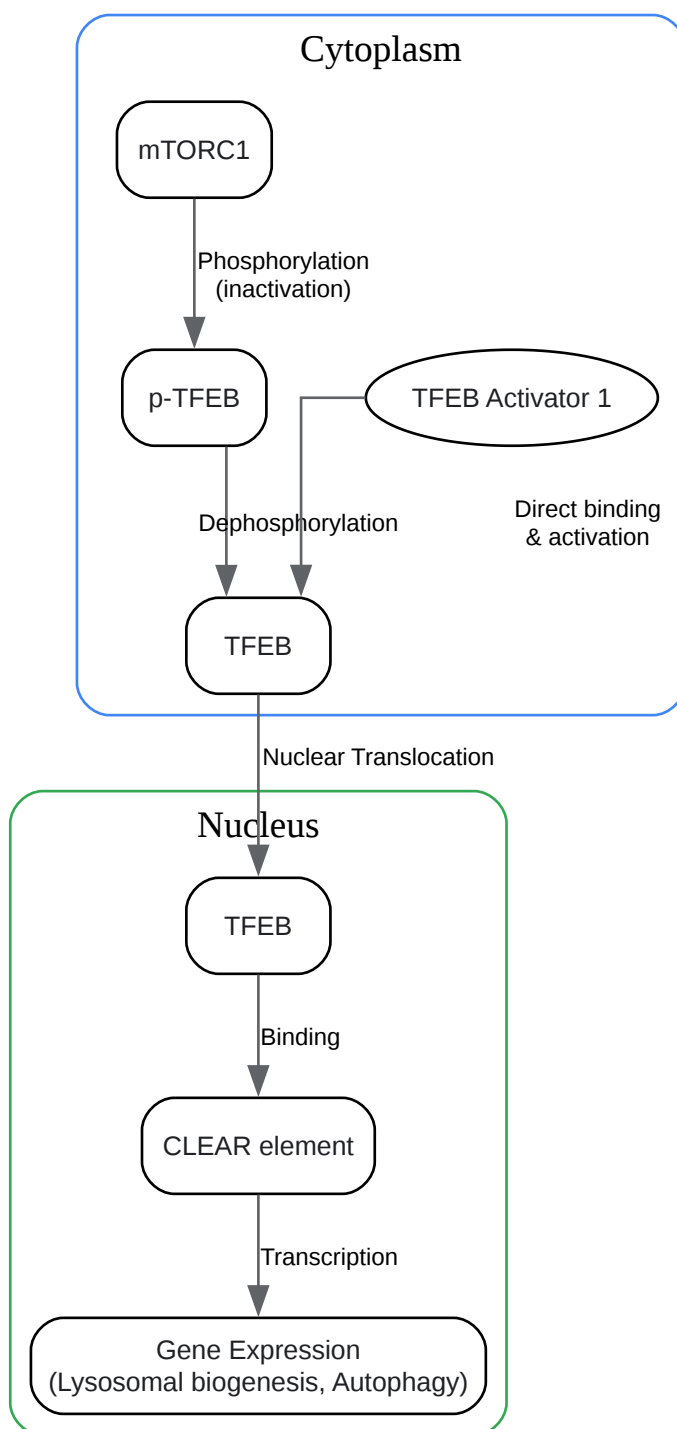 Cytoplasm
mTORC1
Phosphorylation
(inactivation)
p-TFEB
TFEB Activator 1
Dephosphorylation
Direct binding
& activation
TFEB
Nuclear Translocation
Nucleus
TFEB
Binding
CLEAR element
Transcription
Gene Expression
(Lysosomal biogenesis, Autophagy)